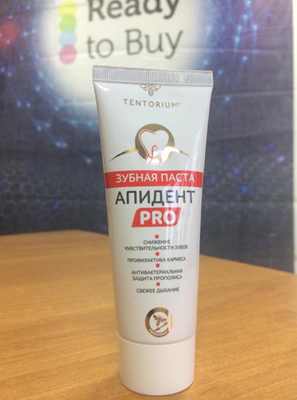 Ready
to Buy
TENTORIUM®
ЗУБНАЯ ПАСТА
АПИДЕНТ
PRO
СНИЖЕНИЕ
ЧУВСТВИТЕЛЬНОСТИ ЗУБОВ
ПРОФИЛАКТИКА КАРИЕСА
АНТИБАКТЕРИАЛЬНАЯ
ЗАЩИТА ПРОПОЛИСА
СВЕЖЕЕ ДЫХАНИЕ